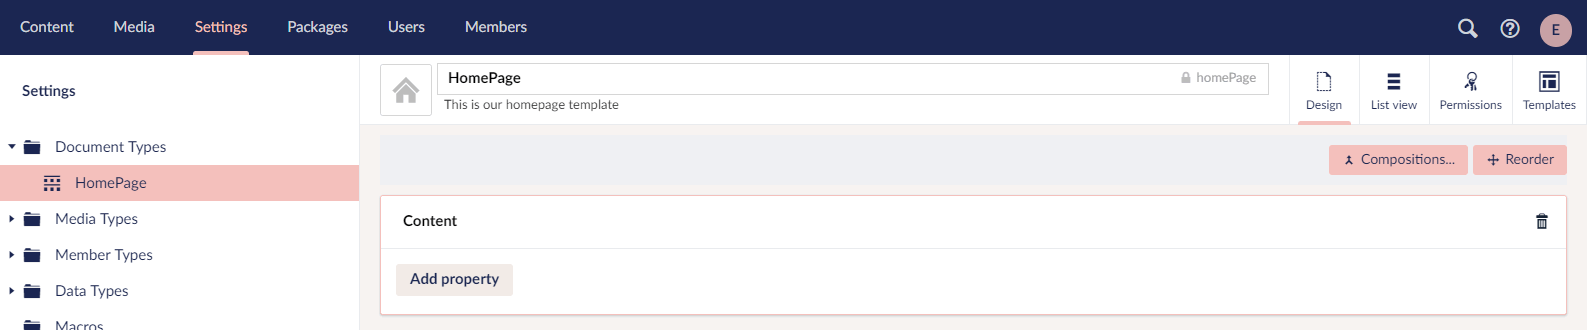 Content Media Settings Packages Users Members
E
Settings
Document Types
HomePage
Media Types
Member Types
Data Types
Macros
HomePage
homePage
This is our homepage template
Design
List view
Permissions
Templates
Compositions...
Reorder
Content
Add property